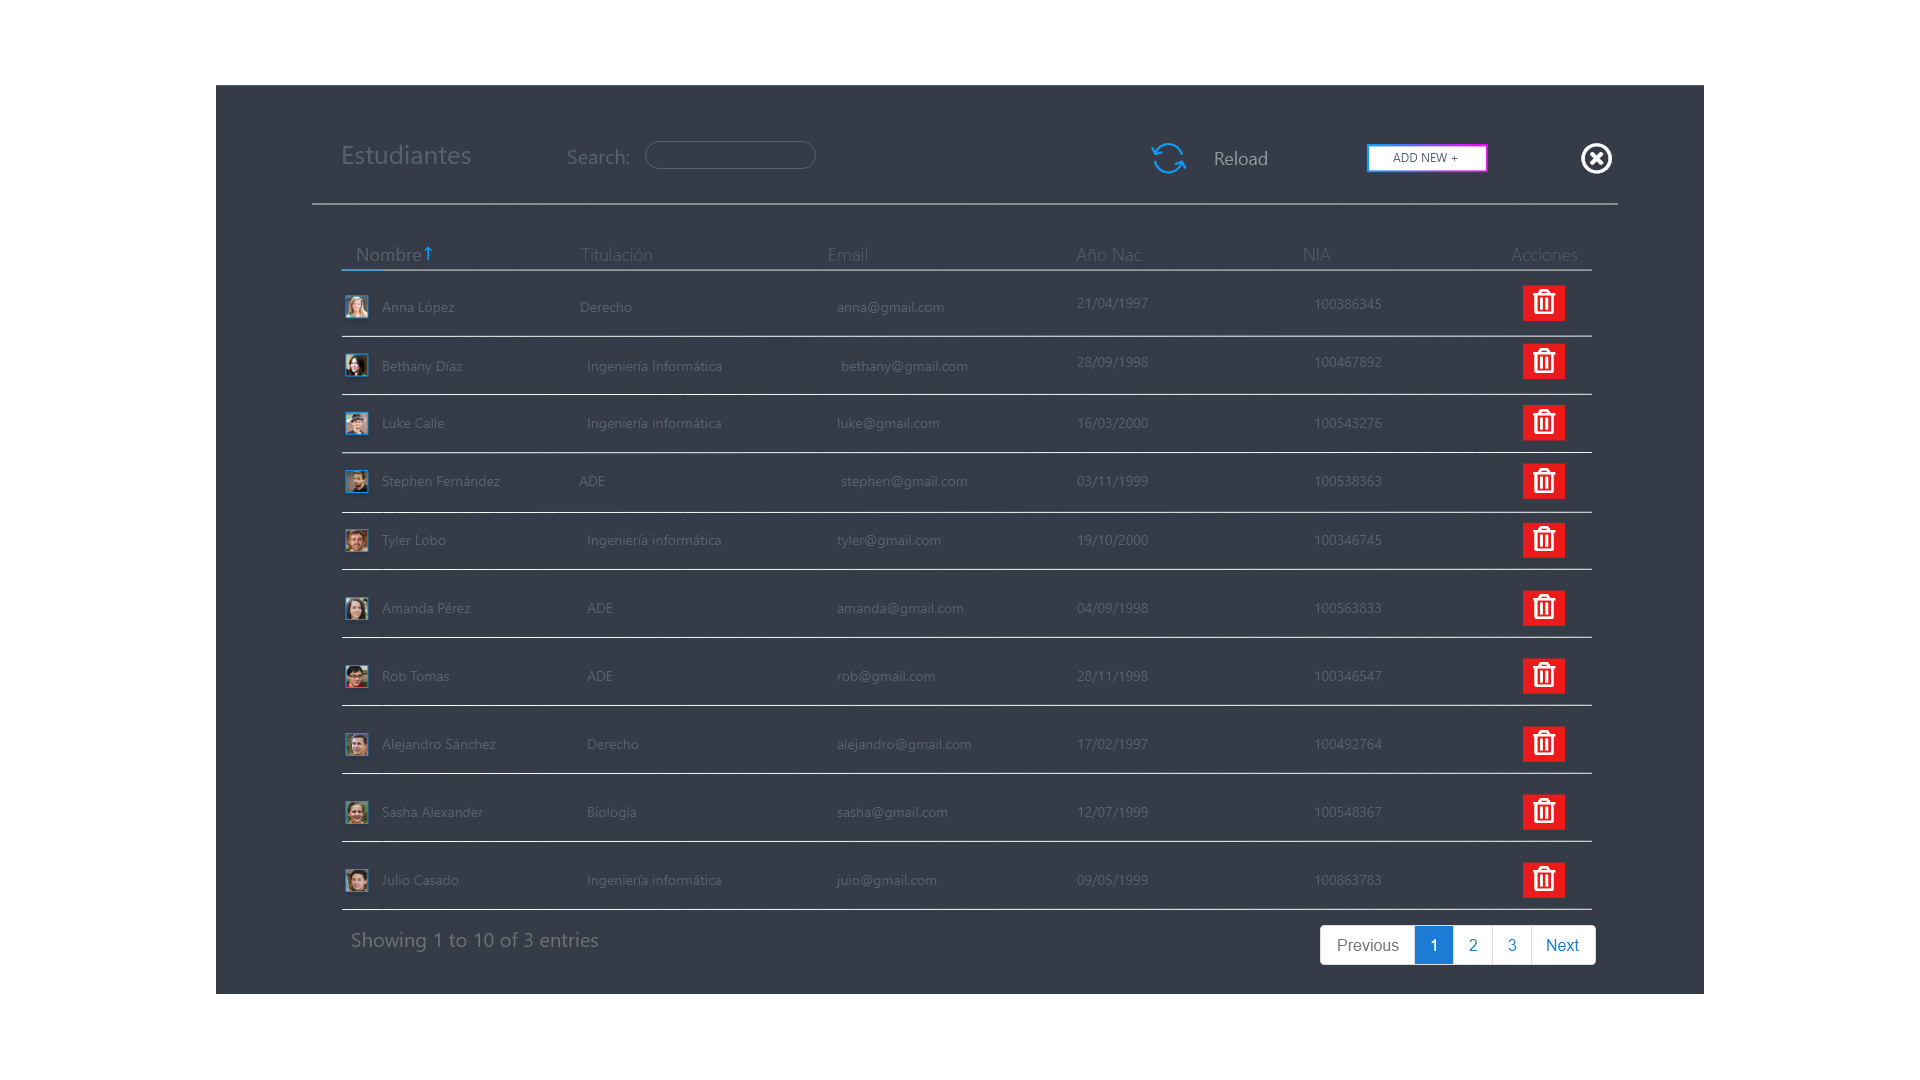 Estudiantes Search: Reload ADD NEW +
Nombre Titulación Email Año Nac. NIA Acciones
Anna López Derecho anna@gmail.com 21/04/1997 100386345
Bethany Díaz Ingeniería Informática bethany@gmail.com 28/09/1998 100467892
Luke Calle Ingeniería informática luke@gmail.com 16/03/2000 100543276
Stephen Fernández ADE stephen@gmail.com 03/11/1999 100538363
Tyler Lobo Ingeniería informática tyler@gmail.com 19/10/2000 100346745
Amanda Pérez ADE amanda@gmail.com 04/09/1998 100563833
Rob Tomas ADE rob@gmail.com 28/11/1998 100346547
Alejandro Sánchez Derecho alejandro@gmail.com 17/02/1997 100492764
Sasha Alexander Biología sasha@gmail.com 12/07/1999 100548367
Julio Casado Ingeniería informática juio@gmail.com 09/05/1999 100863783
Showing 1 to 10 of 3 entries Previous 1 2 3 Next